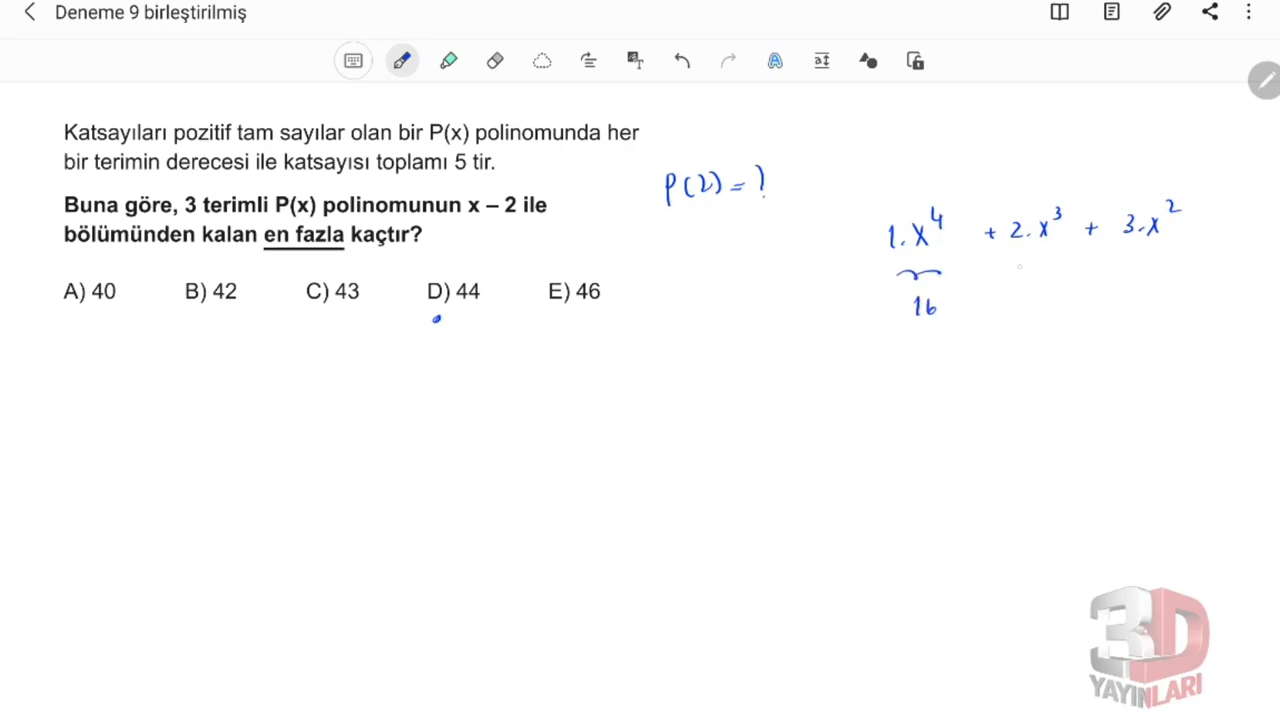 Deneme 9 birleştirilmiş
Katsayıları pozitif tam sayılar olan bir P(x) polinomunda her
bir terimin derecesi ile katsayısı toplamı 5 tir.
P(2) = ?
Buna göre, 3 terimli P(x) polinomunun x – 2 ile
bölümünden kalan en fazla kaçtır?
1.x⁴ + 2.x³ + 3.x²
16
A) 40 B) 42 C) 43 D) 44 E) 46
3D
YAYINLARI